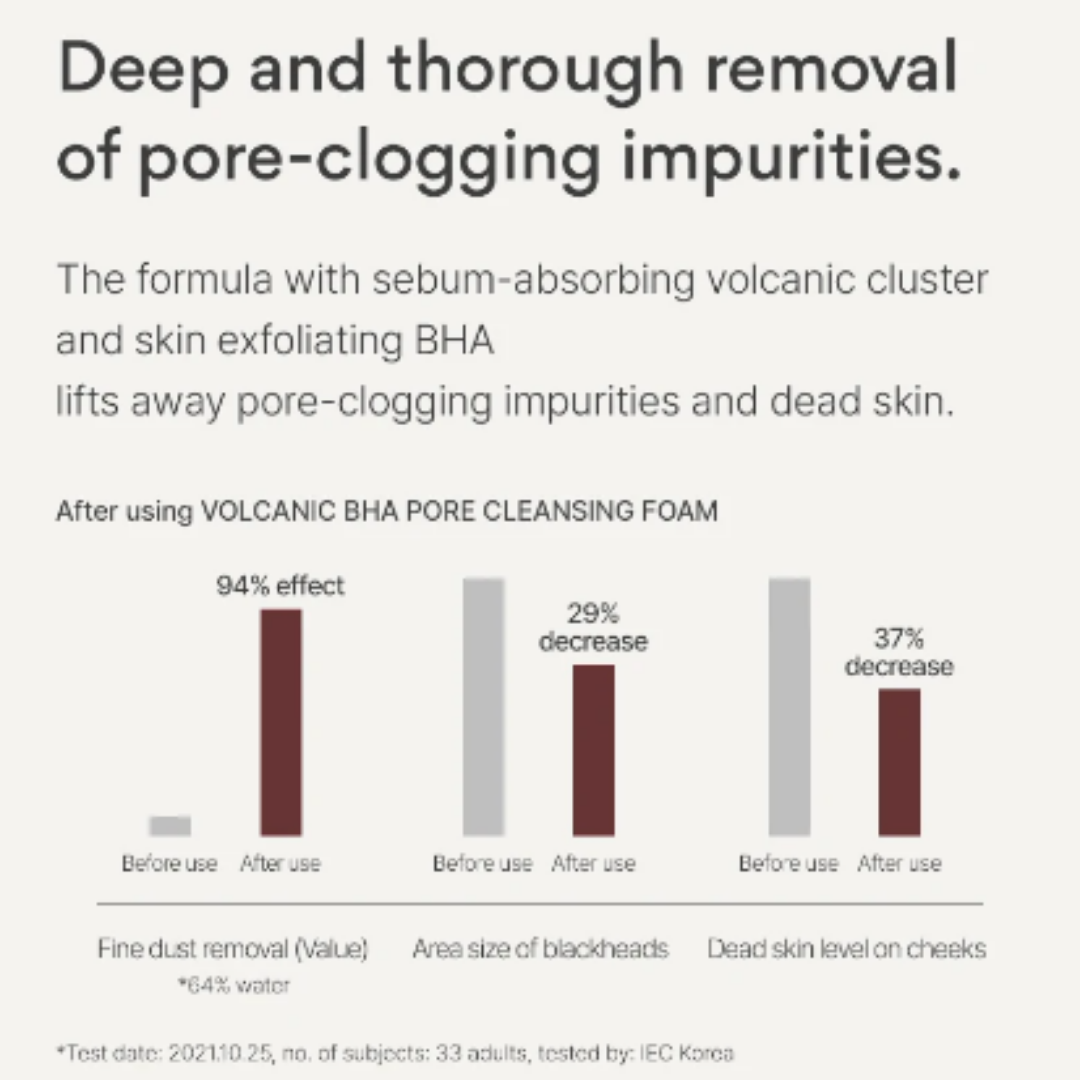 Deep and thorough removal
of pore-clogging impurities.
The formula with sebum-absorbing volcanic cluster
and skin exfoliating BHA
lifts away pore-clogging impurities and dead skin.
After using VOLCANIC BHA PORE CLEANSING FOAM
94% effect
29%
decrease
37%
decrease
Before use After use Before use After use Before use After use
Fine dust removal (Value) Area size of blackheads Dead skin level on cheeks
*64% water
*Test date: 2021.10.25, no. of subjects: 33 adults, tested by: IEC Korea